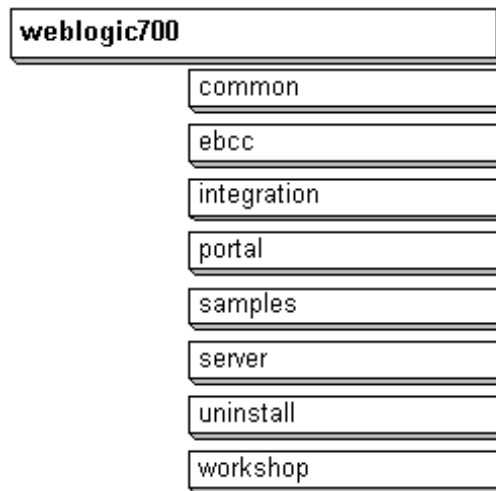 weblogic700
common
ebcc
integration
portal
samples
server
uninstall
workshop